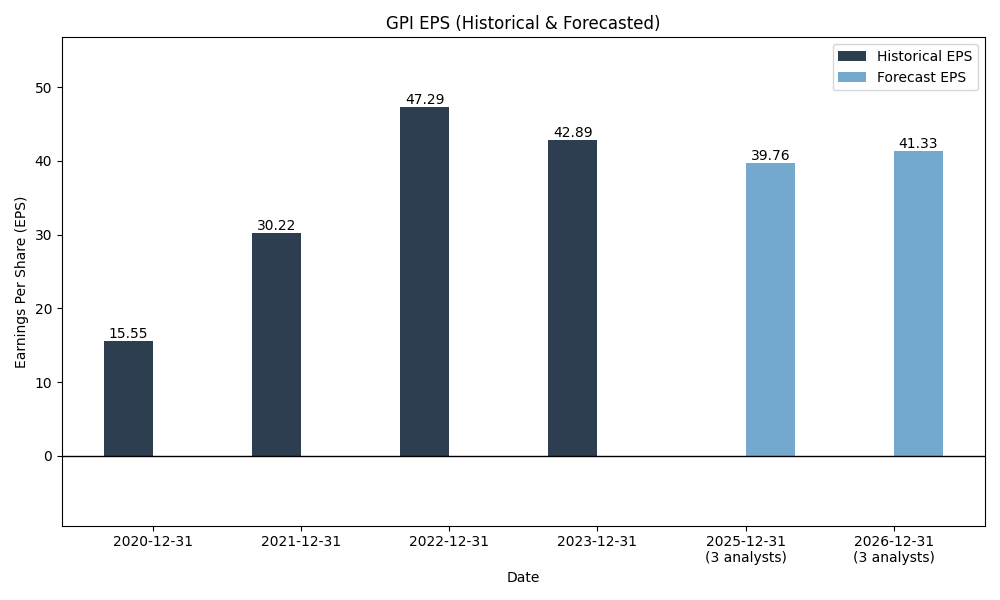 GPI EPS (Historical & Forecasted)
Historical EPS
Forecast EPS
Earnings Per Share (EPS)
50
40
30
20
10
0
15.55
30.22
47.29
42.89
39.76
41.33
2020-12-31
2021-12-31
2022-12-31
2023-12-31
2025-12-31
(3 analysts)
2026-12-31
(3 analysts)
Date